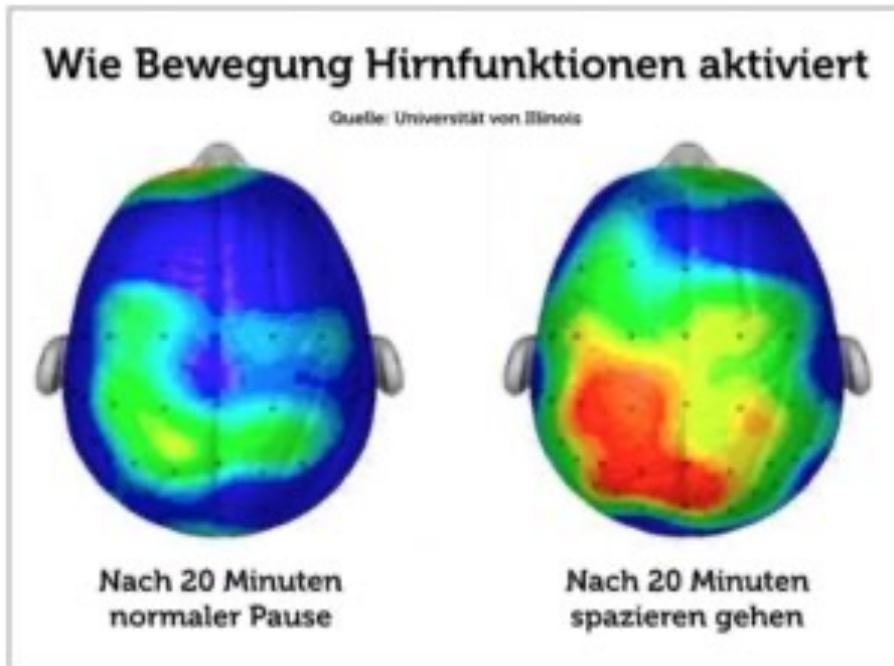 Wie Bewegung Hirnfunktionen aktiviert
Quelle: Universität von Illinois
Nach 20 Minuten
normaler Pause
Nach 20 Minuten
spazieren gehen